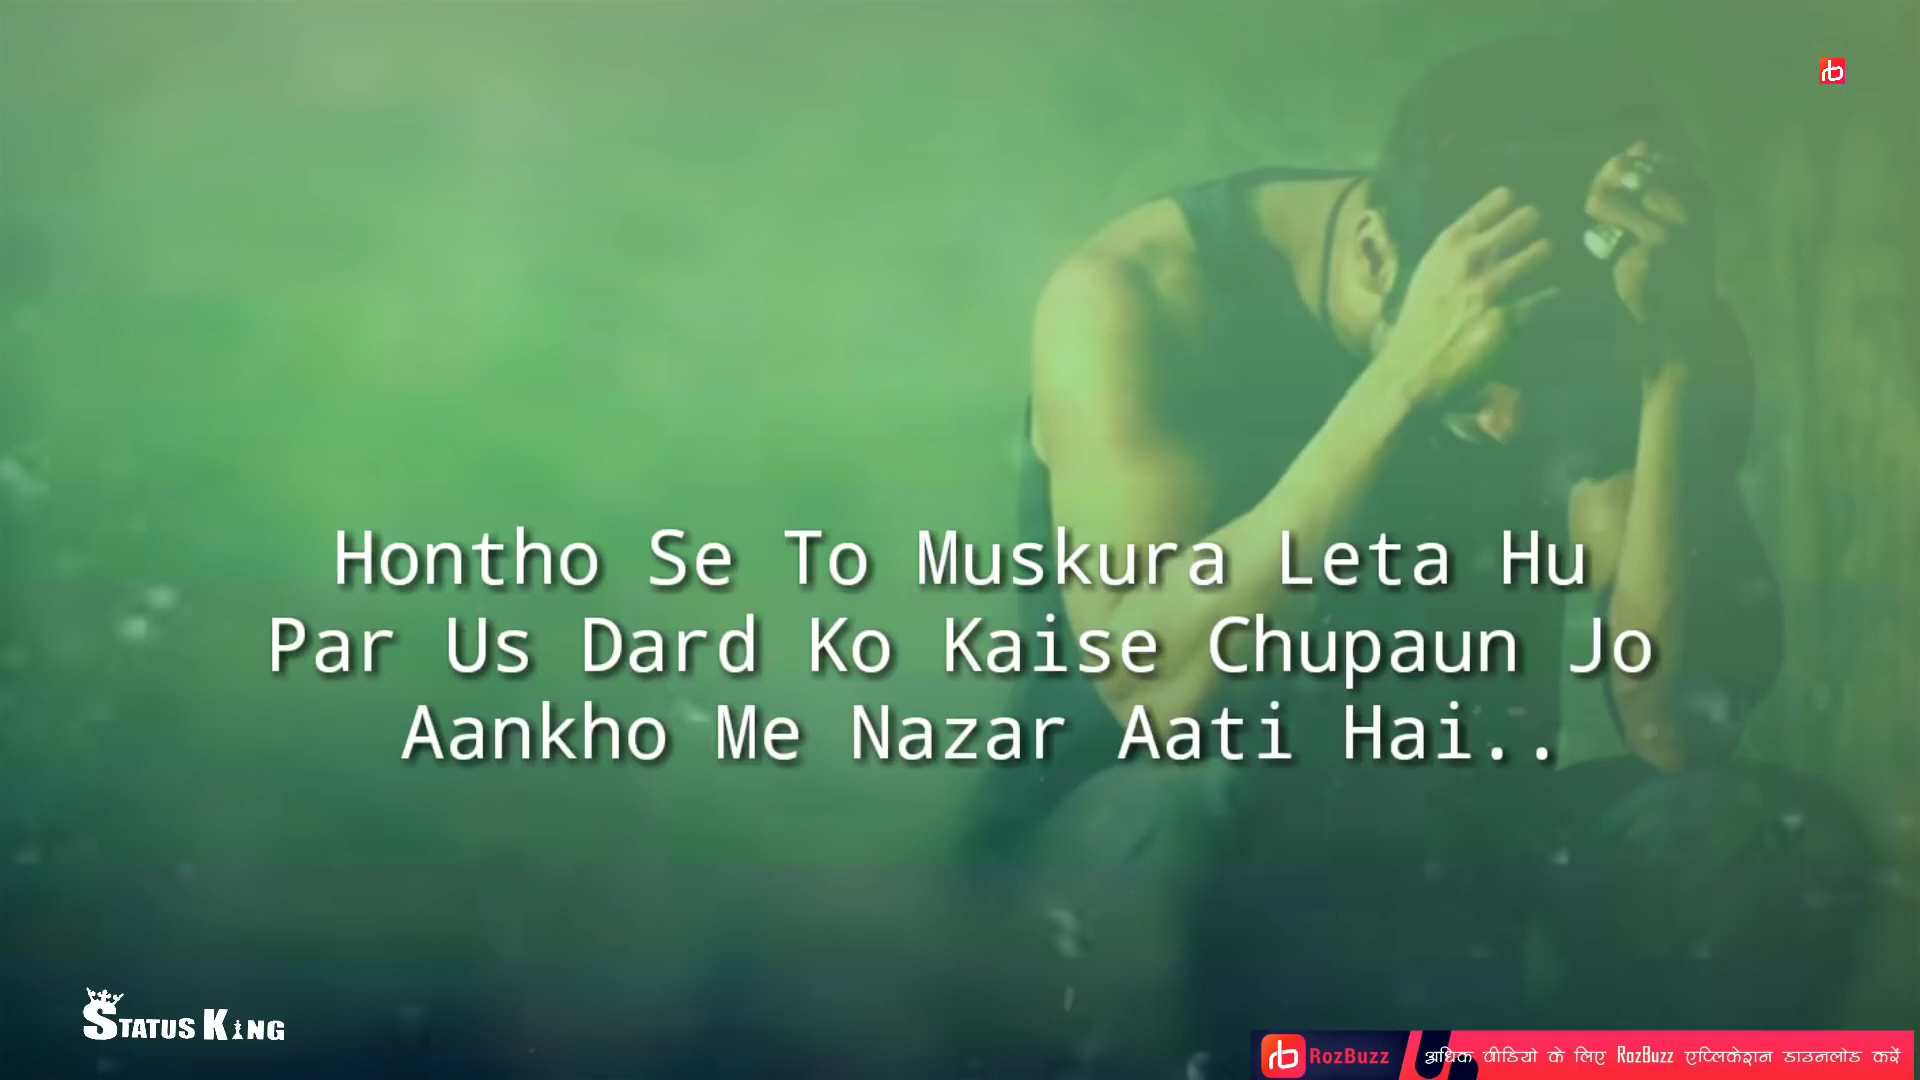 Hontho Se To Muskura Leta Hu
Par Us Dard Ko Kaise Chupaun Jo
Aankho Me Nazar Aati Hai..
STATUS KING
RozBuzz
अधिक वीडियो के लिए RozBuzz एप्लिकेशन डाउनलोड करें